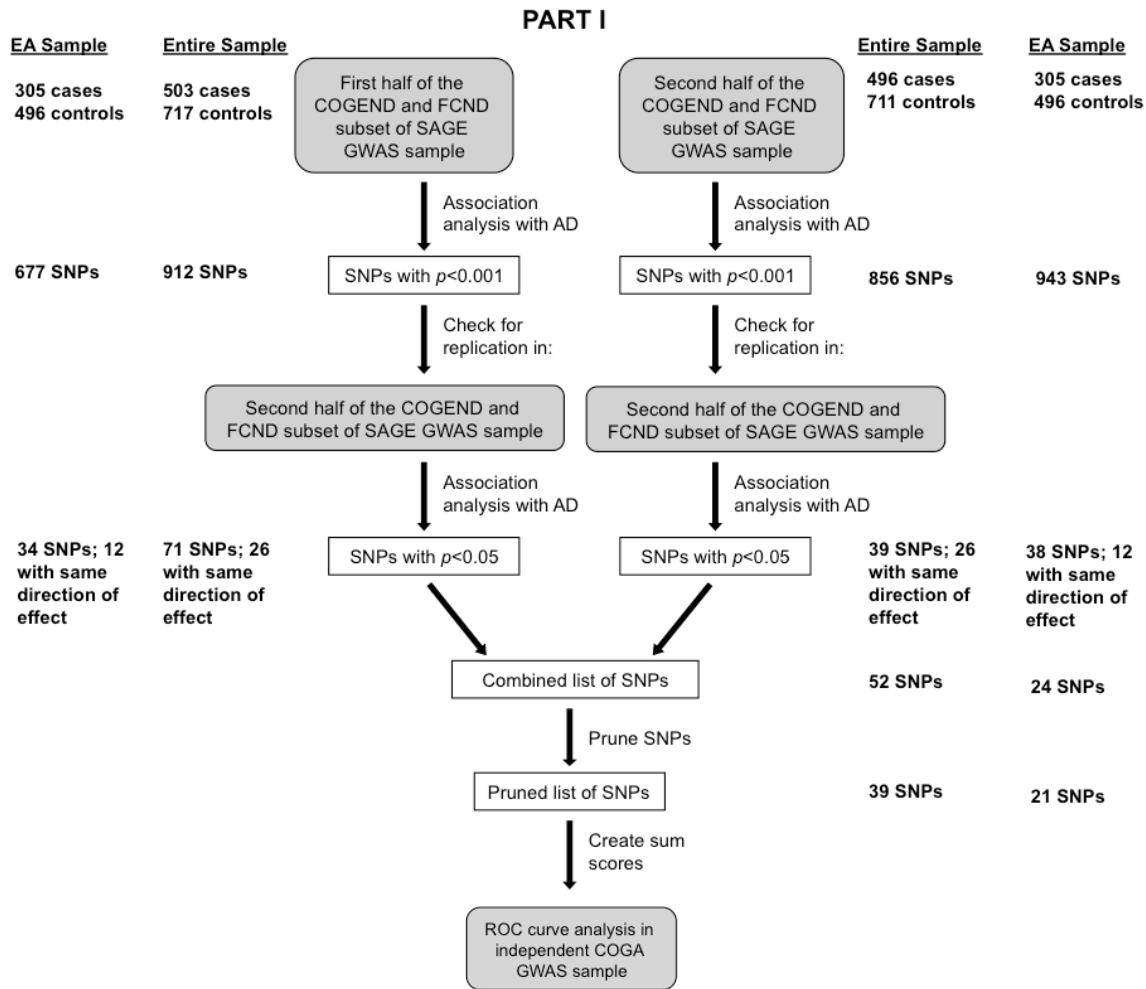 PART I
EA Sample
305 cases
496 controls
Entire Sample
503 cases
717 controls
First half of the
COGEND and FCND
subset of SAGE
GWAS sample
Second half of the
COGEND and FCND
subset of SAGE
GWAS sample
Entire Sample
496 cases
711 controls
EA Sample
305 cases
496 controls
Association
analysis with AD
Association
analysis with AD
677 SNPs
912 SNPs
SNPs with p<0.001
SNPs with p<0.001
856 SNPs
943 SNPs
Check for
replication in:
Check for
replication in:
Second half of the COGEND and
FCND subset of SAGE GWAS sample
Second half of the COGEND and
FCND subset of SAGE GWAS sample
Association
analysis with AD
Association
analysis with AD
34 SNPs; 12
with same
direction of
effect
71 SNPs; 26
with same
direction of
effect
SNPs with p<0.05
SNPs with p<0.05
39 SNPs; 26
with same
direction of
effect
38 SNPs; 12
with same
direction of
effect
Combined list of SNPs
52 SNPs
24 SNPs
Prune SNPs
Pruned list of SNPs
39 SNPs
21 SNPs
Create sum
scores
ROC curve analysis in
independent COGA
GWAS sample